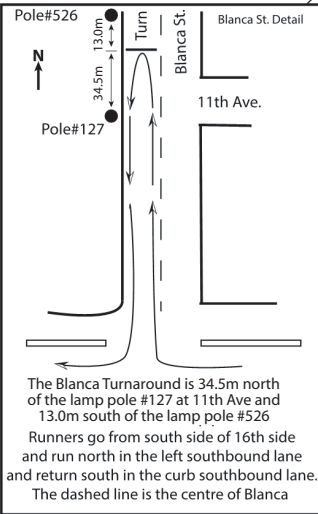 Pole#526
Blanca St. Detail
13.0m
Turn
Blanca St.
N
34.5m
11th Ave.
Pole#127
The Blanca Turnaround is 34.5m north
of the lamp pole #127 at 11th Ave and
13.0m south of the lamp pole #526
Runners go from south side of 16th side
and run north in the left southbound lane
and return south in the curb southbound lane.
The dashed line is the centre of Blanca